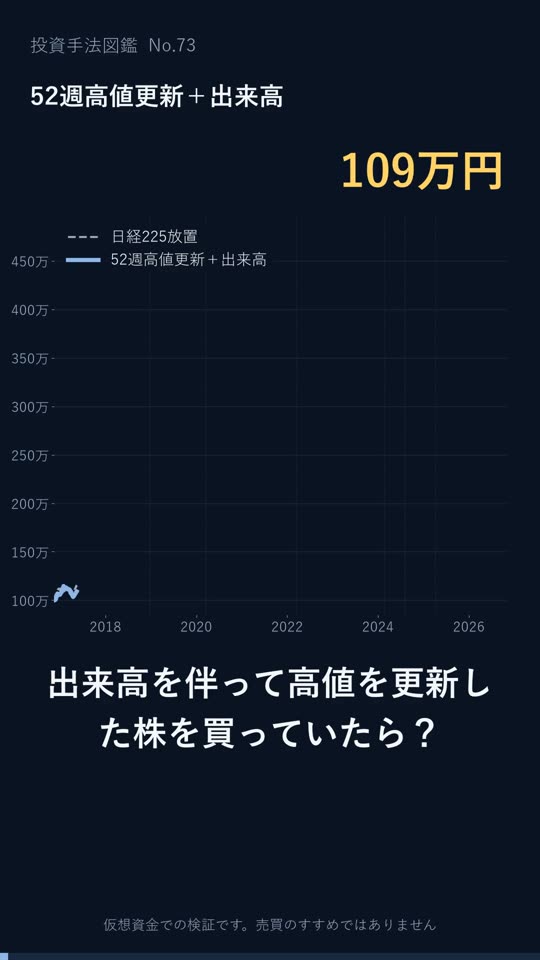 投資手法図鑑 No.73
52週高値更新＋出来高
109万円
日経225放置
52週高値更新＋出来高
450万
400万
350万
300万
250万
200万
150万
100万
2018 2020 2022 2024 2026
出来高を伴って高値を更新し
た株を買っていたら？
仮想資金での検証です。売買のすすめではありません